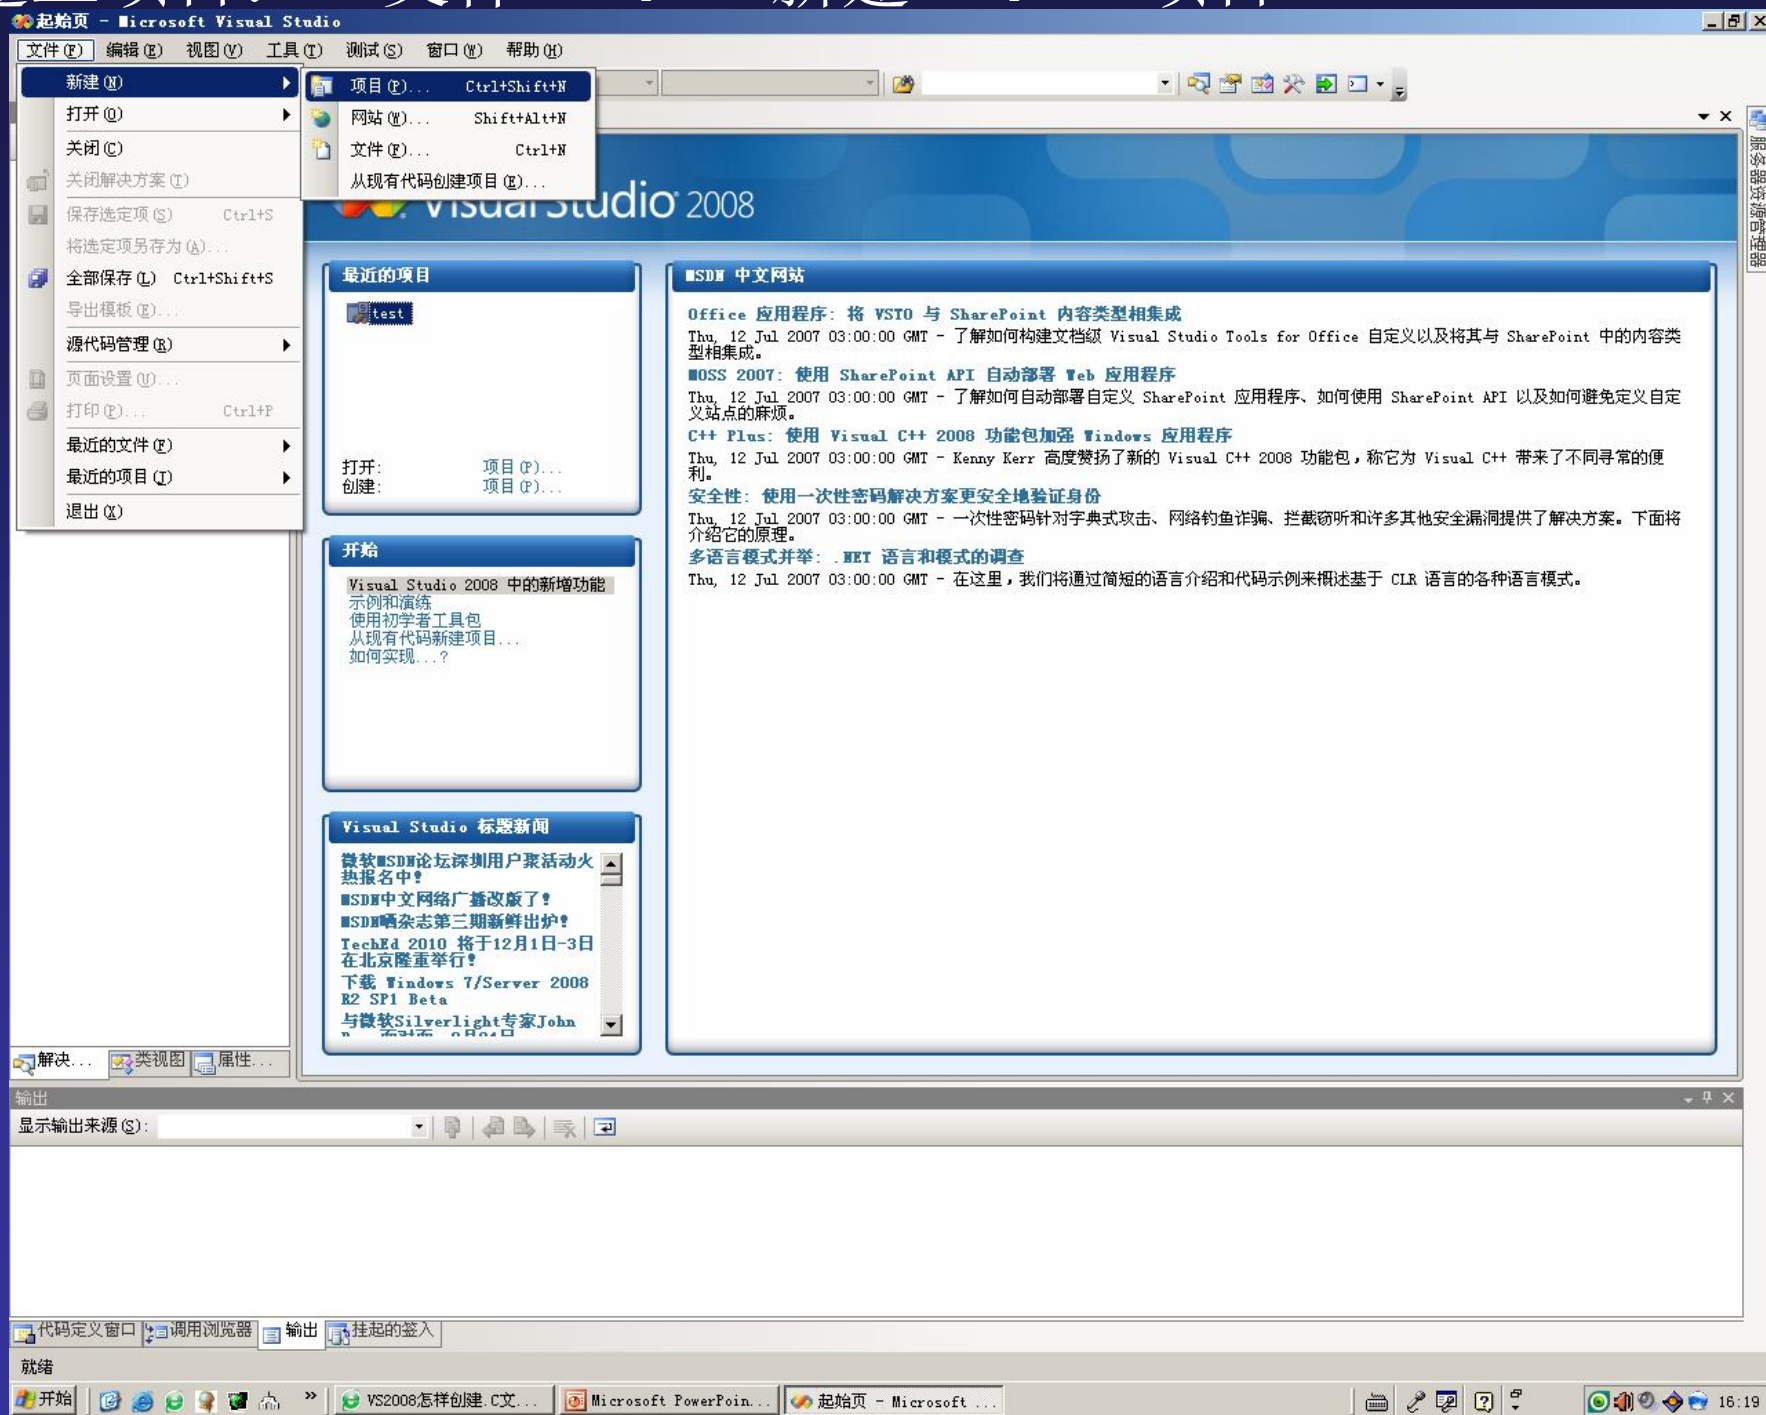 起始页 - Microsoft Visual Studio
文件(F) 编辑(E) 视图(V) 工具(T) 测试(S) 窗口(W) 帮助(H)
新建(N)
打开(O)
关闭(C)
关闭解决方案(T)
保存选定项(S) Ctrl+S
将选定项另存为(A)...
全部保存(L) Ctrl+Shift+S
导出模板(E)...
源代码管理(R)
页面设置(U)...
打印(P)... Ctrl+P
最近的文件(F)
最近的项目(J)
退出(X)
项目(P)... Ctrl+Shift+N
网站(W)... Shift+Alt+N
文件(F)... Ctrl+N
从现有代码创建项目(E)...
Visual Studio 2008
服务器资源管理器
最近的项目
test
打开: 项目(P)...
创建: 项目(P)...
开始
Visual Studio 2008 中的新增功能
示例和演练
使用初学者工具包
从现有代码新建项目...
如何实现...?
Visual Studio 标题新闻
微软MSDN论坛深圳用户聚活动火
热报名中!
MSDN中文网络广播改版了!
MSDN晒杂志第三期新鲜出炉!
TechEd 2010 将于12月1日-3日
在北京隆重举行!
下载 Windows 7/Server 2008
R2 SP1 Beta
与微软Silverlight专家John
MSDN 中文网站
Office 应用程序: 将 VSTO 与 SharePoint 内容类型相集成
Thu, 12 Jul 2007 03:00:00 GMT - 了解如何构建文档级 Visual Studio Tools for Office 自定义以及将其与 SharePoint 中的内容类
型相集成。
MOSS 2007: 使用 SharePoint API 自动部署 Web 应用程序
Thu, 12 Jul 2007 03:00:00 GMT - 了解如何自动部署自定义 SharePoint 应用程序、如何使用 SharePoint API 以及如何避免定义自定
义站点的麻烦。
C++ Plus: 使用 Visual C++ 2008 功能包加强 Windows 应用程序
Thu, 12 Jul 2007 03:00:00 GMT - Kenny Kerr 高度赞扬了新的 Visual C++ 2008 功能包，称它为 Visual C++ 带来了不同寻常的便
利。
安全性: 使用一次性密码解决方案更安全地验证身份
Thu, 12 Jul 2007 03:00:00 GMT - 一次性密码针对字典式攻击、网络钓鱼诈骗、拦截窃听和许多其他安全漏洞提供了解决方案。下面将
介绍它的原理。
多语言模式并举: .NET 语言和模式的调查
Thu, 12 Jul 2007 03:00:00 GMT - 在这里，我们将通过简短的语言介绍和代码示例来概述基于 CLR 语言的各种语言模式。
解决... 类视图 属性...
输出
显示输出来源(S):
代码定义窗口 调用浏览器 输出 挂起的签入
就绪
开始 VS2008怎样创建.C文... Microsoft PowerPoin... 起始页 - Microsoft ... 16:19